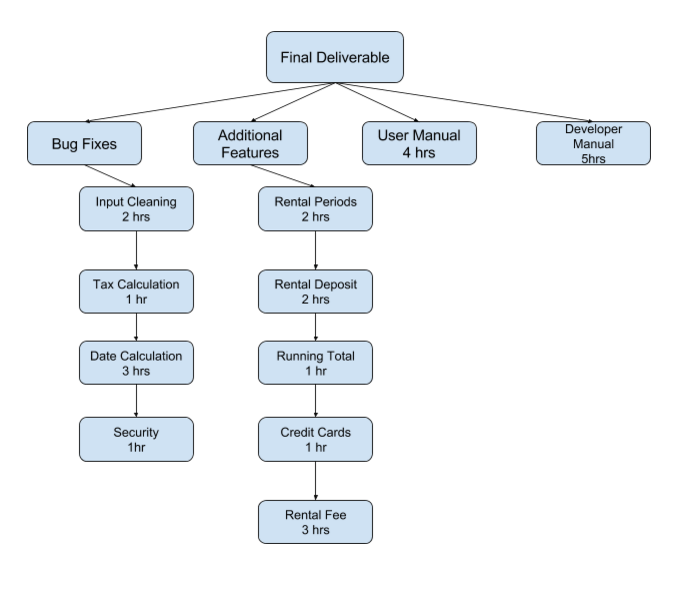 Final Deliverable
Bug Fixes
Additional
Features
User Manual
4 hrs
Developer
Manual
5hrs
Input Cleaning
2 hrs
Rental Periods
2 hrs
Tax Calculation
1 hr
Rental Deposit
2 hrs
Date Calculation
3 hrs
Running Total
1 hr
Security
1hr
Credit Cards
1 hr
Rental Fee
3 hrs